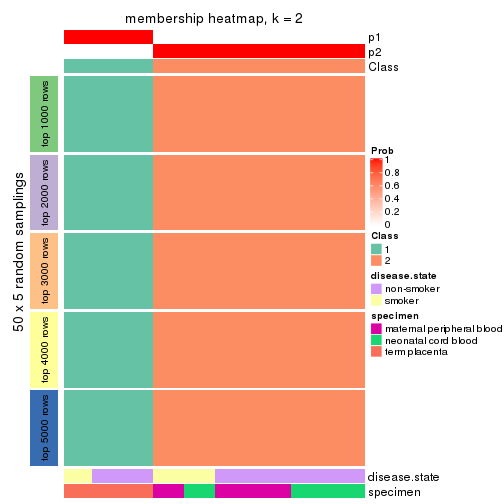 membership heatmap, k = 2
p1
p2
Class
50 x 5 random samplings
top 1000 rows
top 2000 rows
top 3000 rows
top 4000 rows
top 5000 rows
Prob
1
0.8
0.6
0.4
0.2
0
Class
1
2
disease.state
non-smoker
smoker
specimen
maternal peripheral blood
neonatal cord blood
term placenta
disease.state
specimen